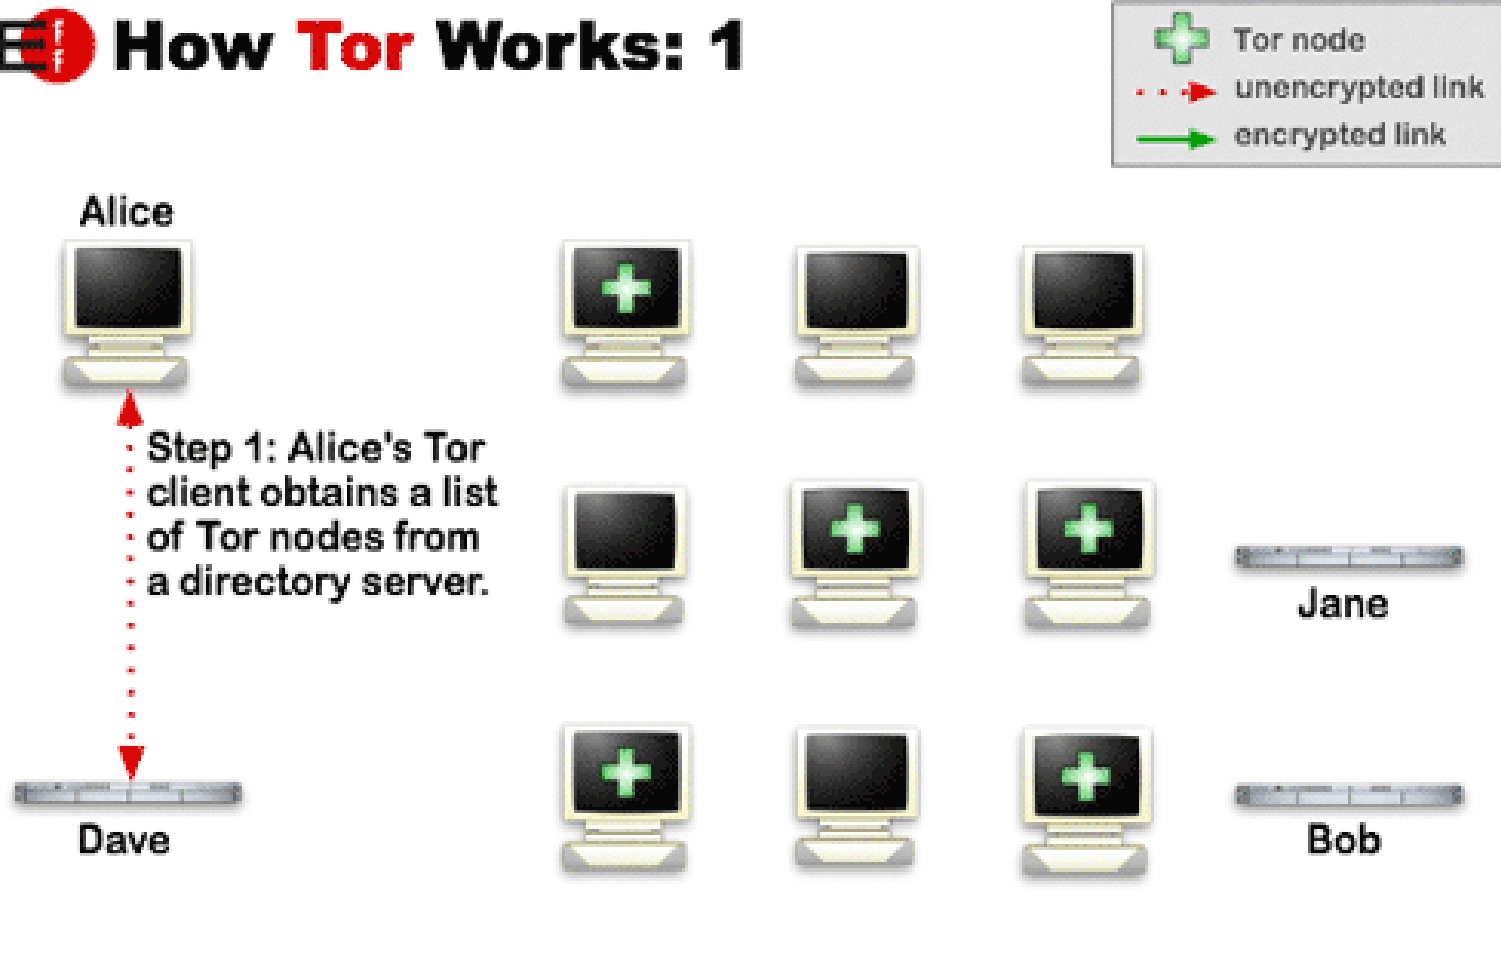 EFF How Tor Works: 1
Tor node
unencrypted link
encrypted link
Alice
Step 1: Alice's Tor
client obtains a list
of Tor nodes from
a directory server.
Jane
Dave
Bob